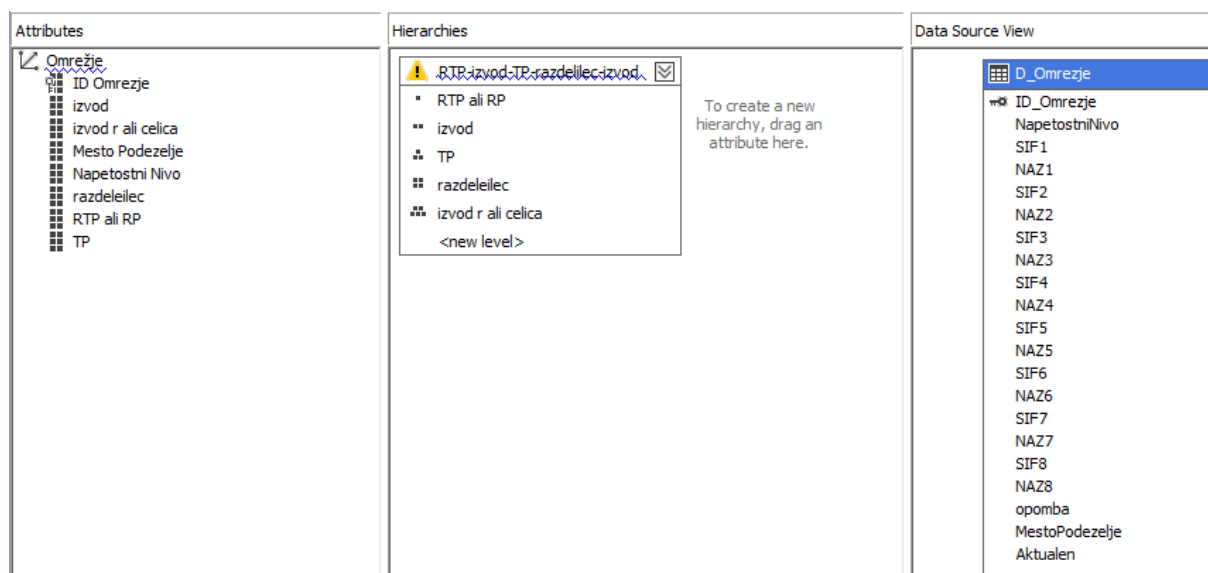 Attributes
Omrežje
ID Omrezje
izvod
izvod r ali celica
Mesto Podezelje
Napetostni Nivo
razdeleilec
RTP ali RP
TP
Hierarchies
RTP-izvod-TP-razdelilec-izvod
RTP ali RP
izvod
TP
razdeleilec
izvod r ali celica
<new level>
To create a new
hierarchy, drag an
attribute here.
Data Source View
D_Omrezje
ID_Omrezje
NapetostniNivo
SIF1
NAZ1
SIF2
NAZ2
SIF3
NAZ3
SIF4
NAZ4
SIF5
NAZ5
SIF6
NAZ6
SIF7
NAZ7
SIF8
NAZ8
opomba
MestoPodezelje
Aktualen